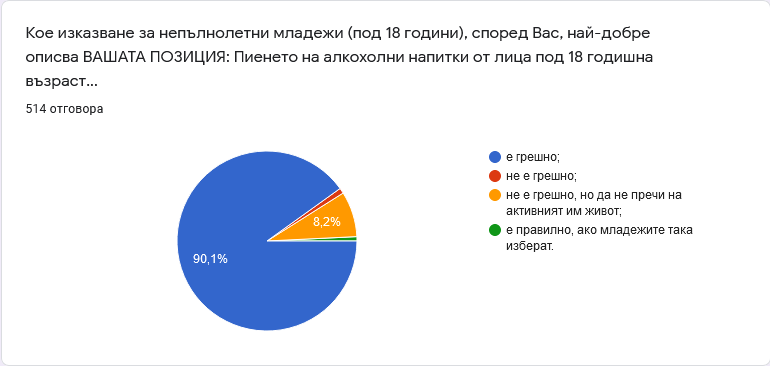 Кое изказване за непълнолетни младежи (под 18 години), според Вас, най-добре
описва ВАШАТА ПОЗИЦИЯ: Пиенето на алкохолни напитки от лица под 18 годишна
възраст...
514 отговора
е грешно;
не е грешно;
не е грешно, но да не пречи на
активният им живот;
е правилно, ако младежите така
изберат.
8,2%
90,1%